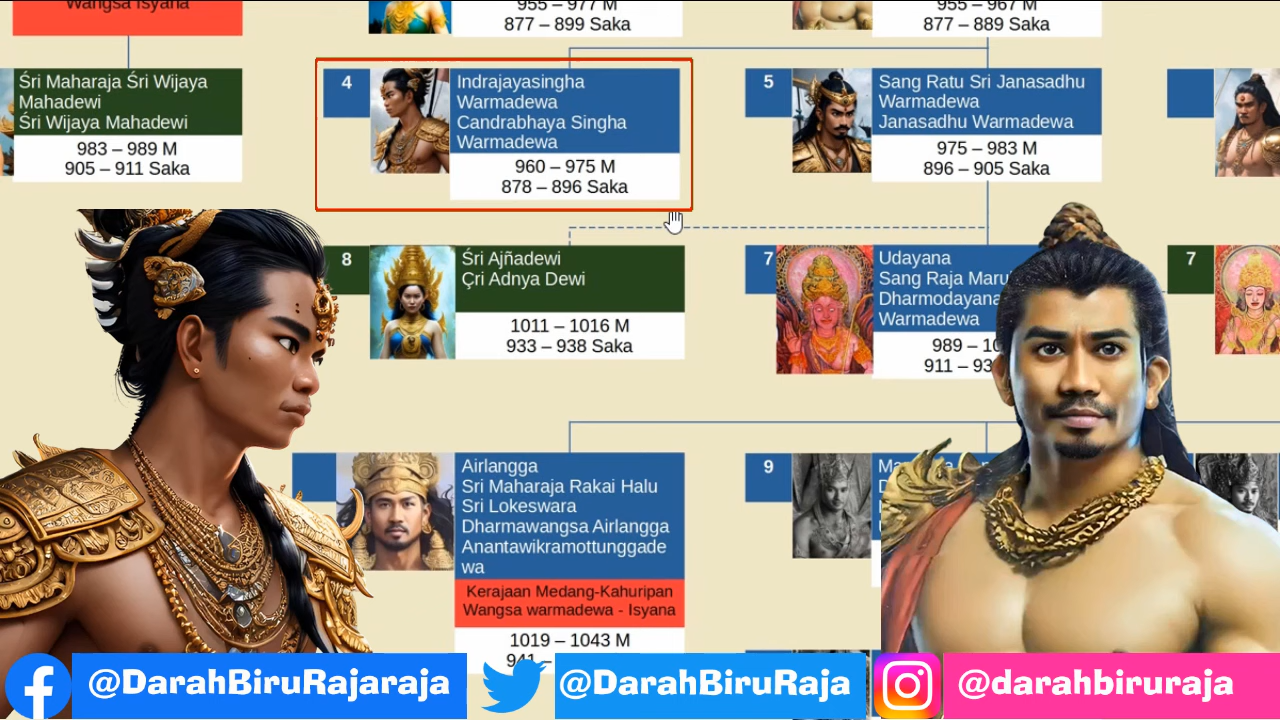 Wangsa Isyana
955 – 977 M
877 – 899 Saka
955 – 967 M
877 – 889 Saka
Śri Maharaja Śri Wijaya
Mahadewi
Śri Wijaya Mahadewi
983 – 989 M
905 – 911 Saka
4
Indrajayasingha
Warmadewa
Candrabhaya Singha
Warmadewa
960 – 975 M
878 – 896 Saka
5
Sang Ratu Sri Janasadhu
Warmadewa
Janasadhu Warmadewa
975 – 983 M
896 – 905 Saka
8
Śri Ajñadewi
Çri Adnya Dewi
1011 – 1016 M
933 – 938 Saka
7
Udayana
Sang Raja Maru
Dharmodayana
Warmadewa
989 – 10
911 – 93
7
Airlangga
Sri Maharaja Rakai Halu
Sri Lokeswara
Dharmawangsa Airlangga
Anantawikramottunggade
wa
Kerajaan Medang-Kahuripan
Wangsa warmadewa - Isyana
1019 – 1043 M
9
@DarahBiruRajaraja
@DarahBiruRaja
@darahbiruraja